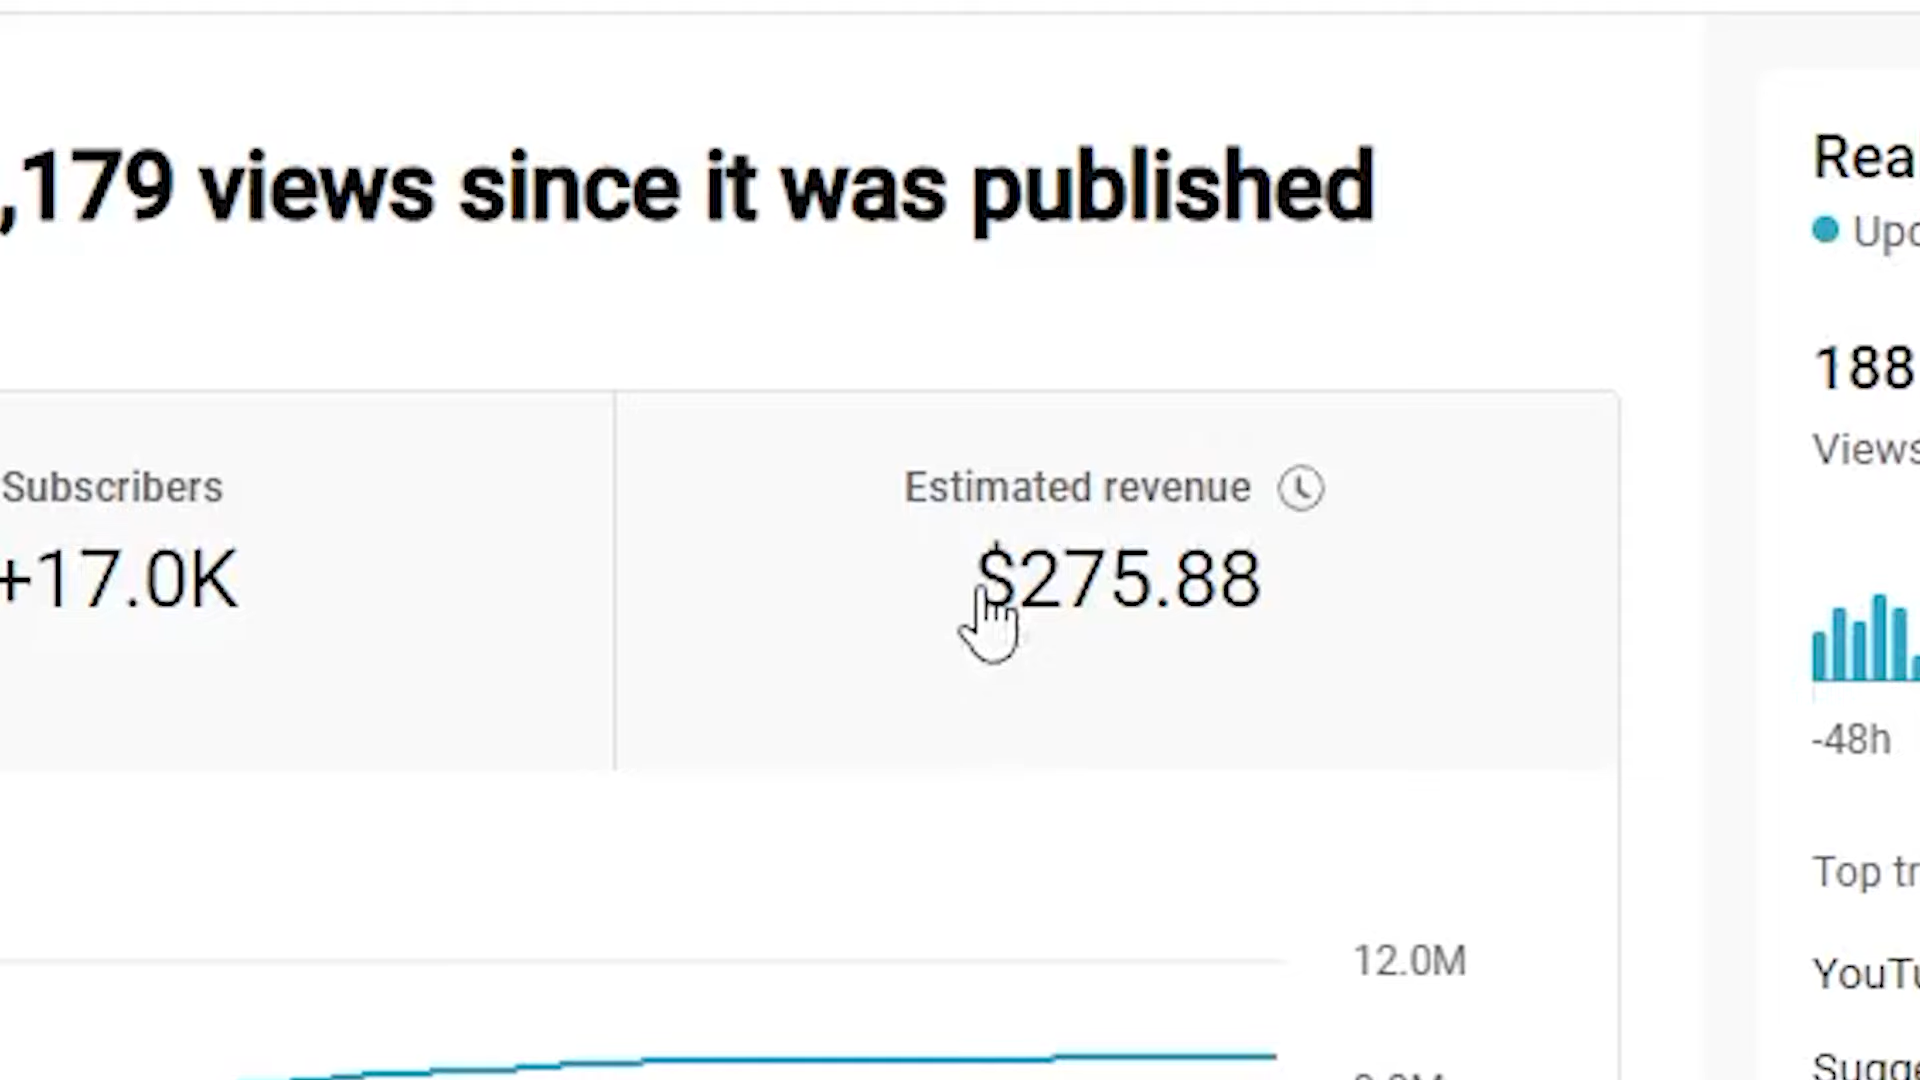 ,179 views since it was published
Subscribers
+17.0K
Estimated revenue
$275.88
12.0M
Rea
Upd
188
Views
-48h
Top tr
YouTu
Sugge